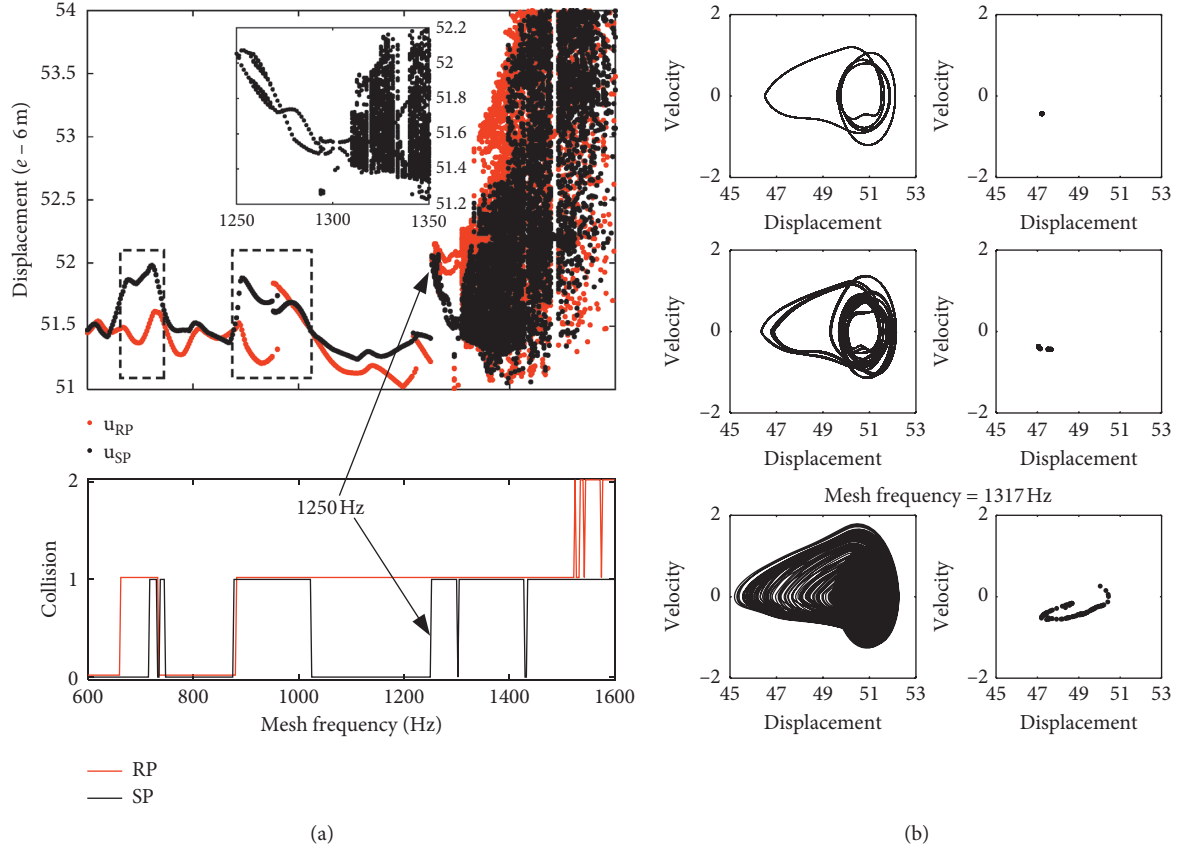 54
53.5
53
52.5
52
51.5
51
Displacement (e – 6 m)
52.2
52
51.8
51.6
51.4
51.2
1250 1300 1350
u_RP
u_SP
2
1
0
Collision
1250 Hz
600 800 1000 1200 1400 1600
Mesh frequency (Hz)
RP
SP
(a)
2
0
–2
Velocity
45 47 49 51 53
Displacement
2
0
–2
Velocity
45 47 49 51 53
Displacement
2
0
–2
Velocity
45 47 49 51 53
Displacement
2
0
–2
Velocity
45 47 49 51 53
Displacement
Mesh frequency = 1317 Hz
2
0
–2
Velocity
45 47 49 51 53
Displacement
2
0
–2
Velocity
45 47 49 51 53
Displacement
(b)